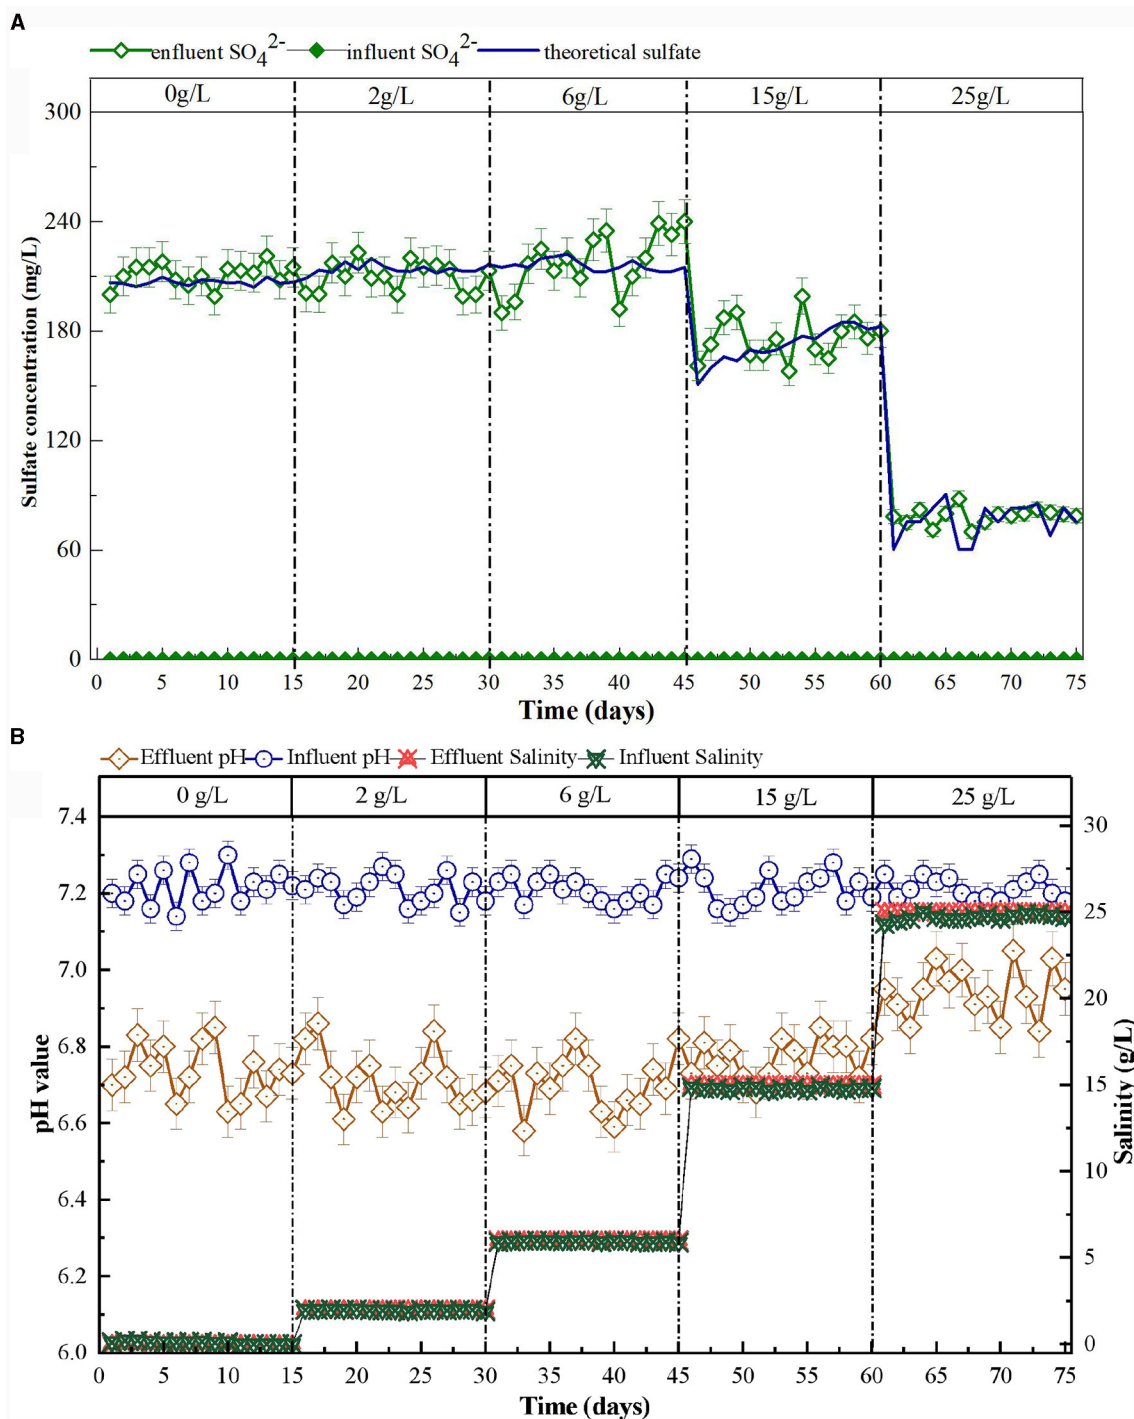 A
enfluent SO₄²⁻ influent SO₄²⁻ theoretical sulfate
0g/L 2g/L 6g/L 15g/L 25g/L
300
240
180
120
60
0
Sulfate concentration (mg/L)
0 5 10 15 20 25 30 35 40 45 50 55 60 65 70 75
Time (days)
B
Effluent pH Influent pH Effluent Salinity Influent Salinity
0 g/L 2 g/L 6 g/L 15 g/L 25 g/L
7.4
7.2
7.0
6.8
6.6
6.4
6.2
6.0
pH value
30
25
20
15
10
5
0
Salinity (g/L)
0 5 10 15 20 25 30 35 40 45 50 55 60 65 70 75
Time (days)